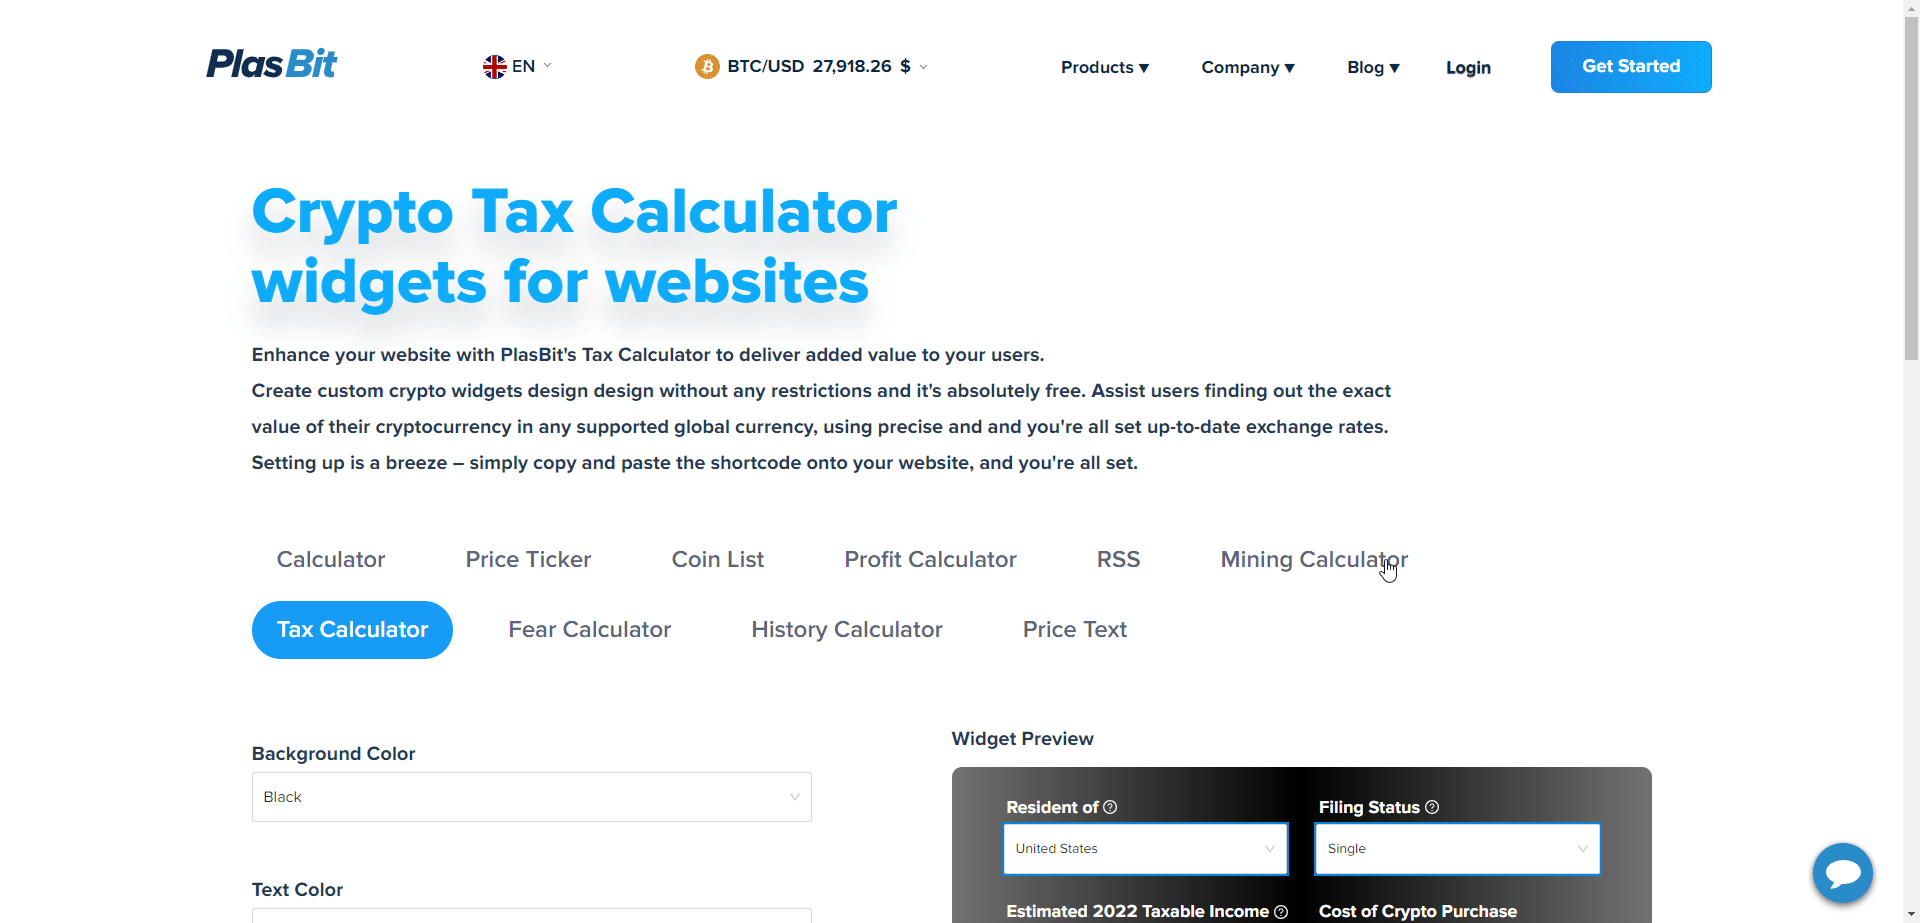 PlasBit
EN
BTC/USD 27,918.26 $
Products ▼
Company ▼
Blog ▼
Login
Get Started
Crypto Tax Calculator
widgets for websites
Enhance your website with PlasBit's Tax Calculator to deliver added value to your users.
Create custom crypto widgets design design without any restrictions and it's absolutely free. Assist users finding out the exact
value of their cryptocurrency in any supported global currency, using precise and and you're all set up-to-date exchange rates.
Setting up is a breeze – simply copy and paste the shortcode onto your website, and you're all set.
Calculator
Price Ticker
Coin List
Profit Calculator
RSS
Mining Calculator
Tax Calculator
Fear Calculator
History Calculator
Price Text
Background Color
Black
Text Color
Widget Preview
Resident of ?
Filing Status ?
United States
Single
Estimated 2022 Taxable Income ?
Cost of Crypto Purchase